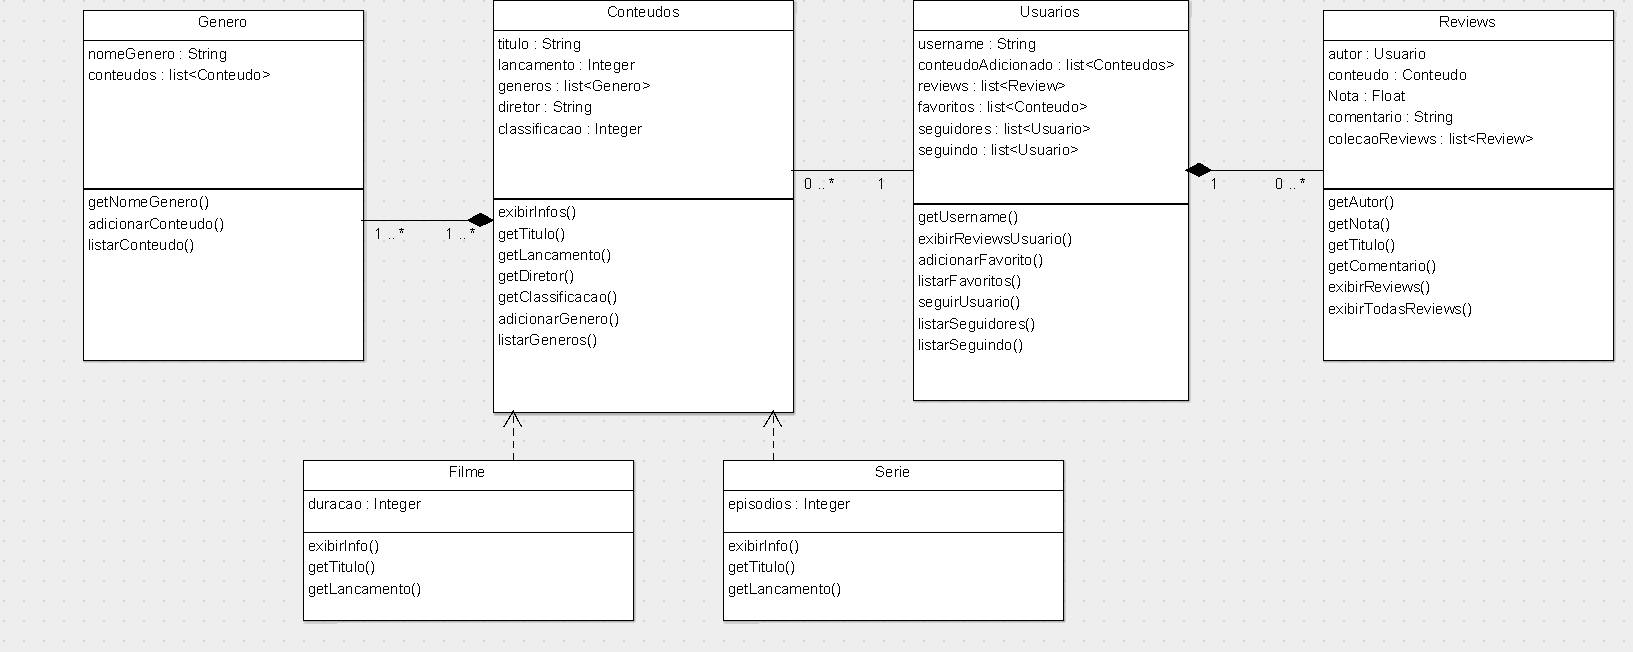 Genero
nomeGenero : String
conteudos : list<Conteudo>
getNomeGenero()
adicionarConteudo()
listarConteudo()
1 ..* 1 ..*
Conteudos
titulo : String
lancamento : Integer
generos : list<Genero>
diretor : String
classificacao : Integer
exibirInfos()
getTitulo()
getLancamento()
getDiretor()
getClassificacao()
adicionarGenero()
listarGeneros()
0 ..* 1
Usuarios
username : String
conteudoAdicionado : list<Conteudos>
reviews : list<Review>
favoritos : list<Conteudo>
seguidores : list<Usuario>
seguindo : list<Usuario>
getUsername()
exibirReviewsUsuario()
adicionarFavorito()
listarFavoritos()
seguirUsuario()
listarSeguidores()
listarSeguindo()
1 0 ..*
Reviews
autor : Usuario
conteudo : Conteudo
Nota : Float
comentario : String
colecaoReviews : list<Review>
getAutor()
getNota()
getTitulo()
getComentario()
exibirReviews()
exibirTodasReviews()
Filme
duracao : Integer
exibirInfo()
getTitulo()
getLancamento()
Serie
episodios : Integer
exibirInfo()
getTitulo()
getLancamento()